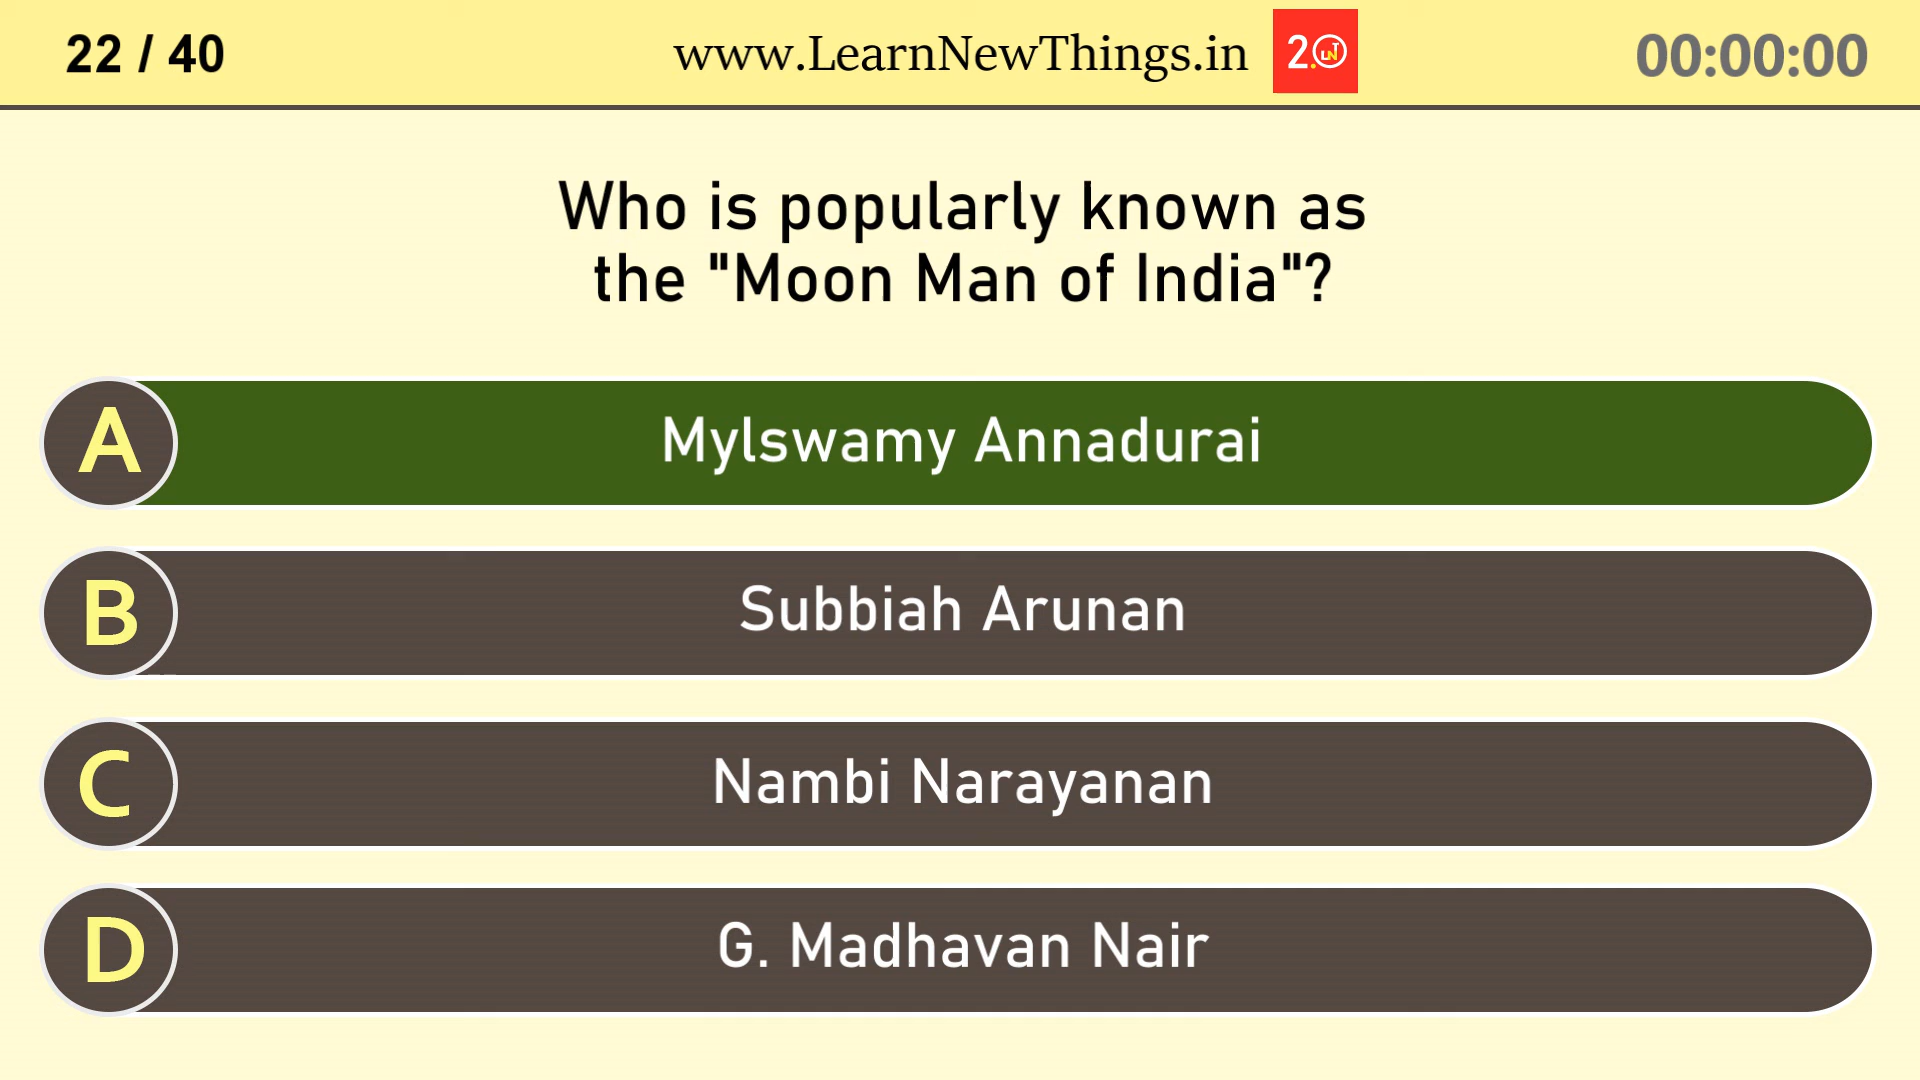 22 / 40
www.LearnNewThings.in
2.0 LNT
00:00:00
Who is popularly known as
the "Moon Man of India"?
A
Mylswamy Annadurai
B
Subbiah Arunan
C
Nambi Narayanan
D
G. Madhavan Nair